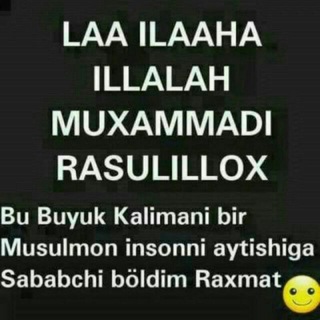 LAA ILAAHA
ILLALAH
MUXAMMADI
RASULILLOX
Bu Buyuk Kalimani bir
Musulmon insonni aytishiga
Sababchi böldim Raxmat